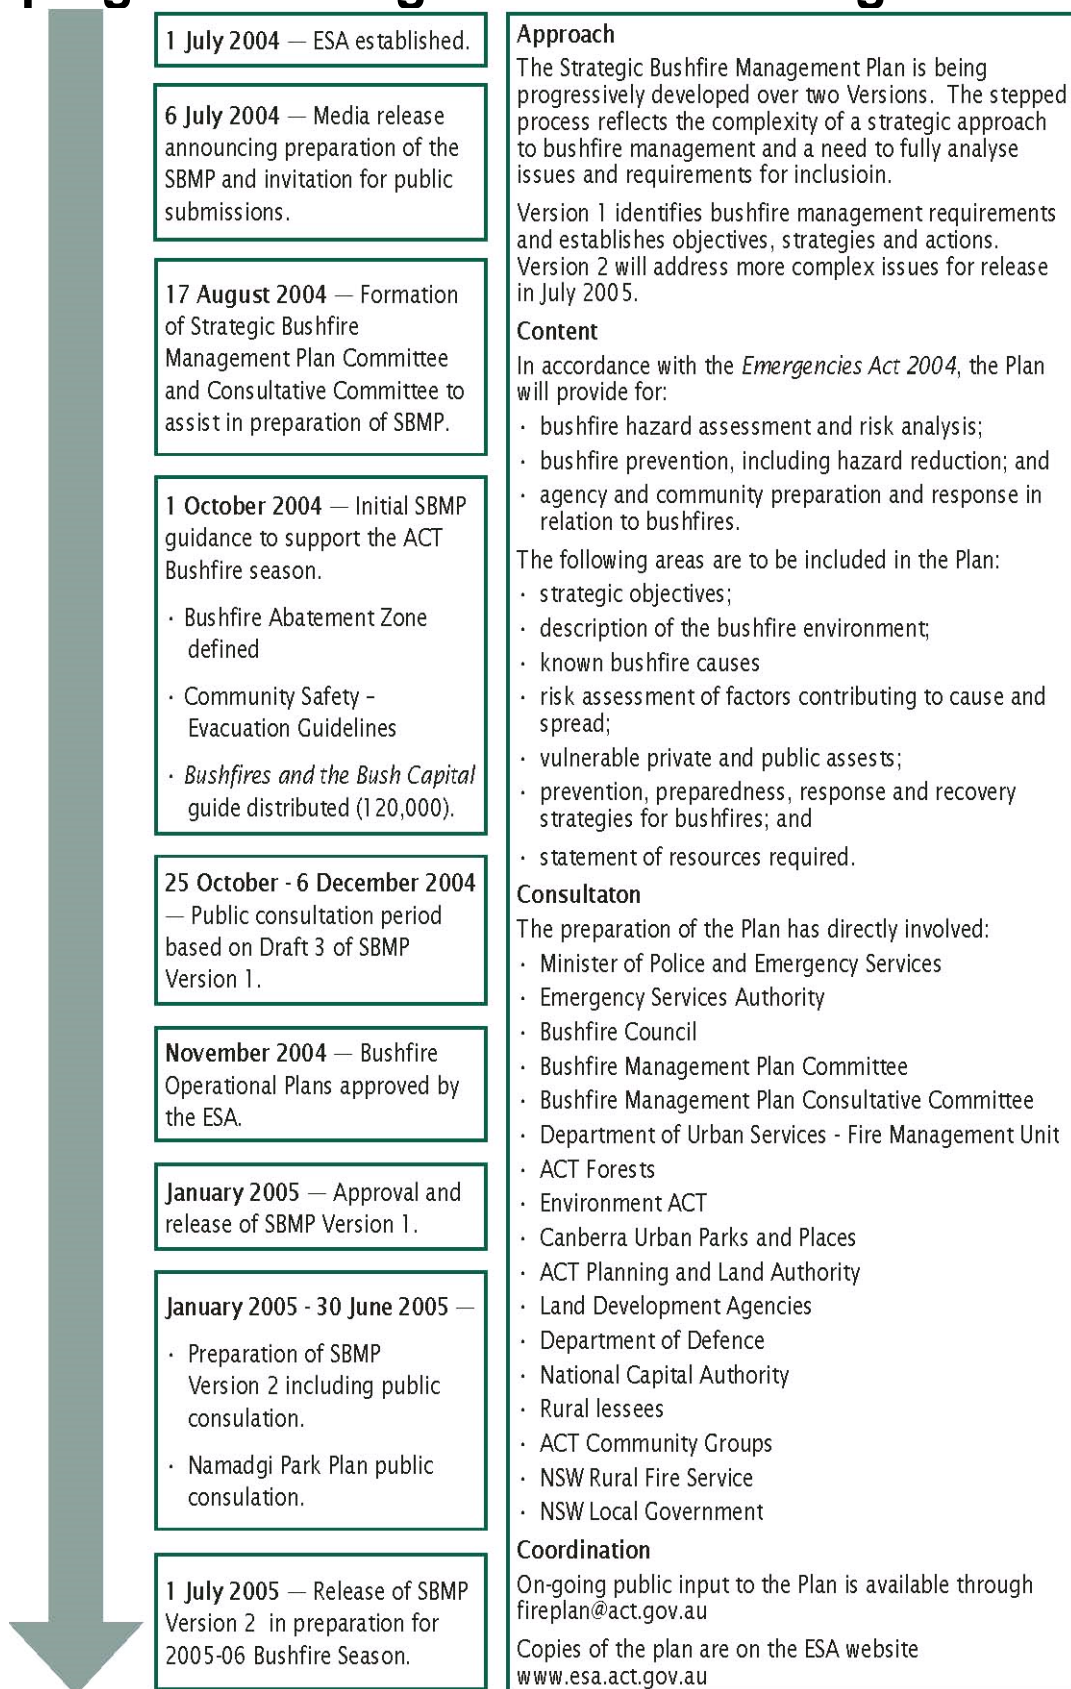 1 July 2004 — ESA established.
6 July 2004 — Media release
announcing preparation of the
SBMP and invitation for public
submissions.
17 August 2004 — Formation
of Strategic Bushfire
Management Plan Committee
and Consultative Committee to
assist in preparation of SBMP.
1 October 2004 — Initial SBMP
guidance to support the ACT
Bushfire season.
· Bushfire Abatement Zone
defined
· Community Safety –
Evacuation Guidelines
· Bushfires and the Bush Capital
guide distributed (120,000).
25 October - 6 December 2004
— Public consultation period
based on Draft 3 of SBMP
Version 1.
November 2004 — Bushfire
Operational Plans approved by
the ESA.
January 2005 — Approval and
release of SBMP Version 1.
January 2005 - 30 June 2005 —
· Preparation of SBMP
Version 2 including public
consulation.
· Namadgi Park Plan public
consulation.
1 July 2005 — Release of SBMP
Version 2 in preparation for
2005-06 Bushfire Season.
Approach
The Strategic Bushfire Management Plan is being
progressively developed over two Versions. The stepped
process reflects the complexity of a strategic approach
to bushfire management and a need to fully analyse
issues and requirements for inclusioin.
Version 1 identifies bushfire management requirements
and establishes objectives, strategies and actions.
Version 2 will address more complex issues for release
in July 2005.
Content
In accordance with the Emergencies Act 2004, the Plan
will provide for:
· bushfire hazard assessment and risk analysis;
· bushfire prevention, including hazard reduction; and
· agency and community preparation and response in
relation to bushfires.
The following areas are to be included in the Plan:
· strategic objectives;
· description of the bushfire environment;
· known bushfire causes
· risk assessment of factors contributing to cause and
spread;
· vulnerable private and public assests;
· prevention, preparedness, response and recovery
strategies for bushfires; and
· statement of resources required.
Consultaton
The preparation of the Plan has directly involved:
· Minister of Police and Emergency Services
· Emergency Services Authority
· Bushfire Council
· Bushfire Management Plan Committee
· Bushfire Management Plan Consultative Committee
· Department of Urban Services - Fire Management Unit
· ACT Forests
· Environment ACT
· Canberra Urban Parks and Places
· ACT Planning and Land Authority
· Land Development Agencies
· Department of Defence
· National Capital Authority
· Rural lessees
· ACT Community Groups
· NSW Rural Fire Service
· NSW Local Government
Coordination
On-going public input to the Plan is available through
fireplan@act.gov.au
Copies of the plan are on the ESA website
www.esa.act.gov.au